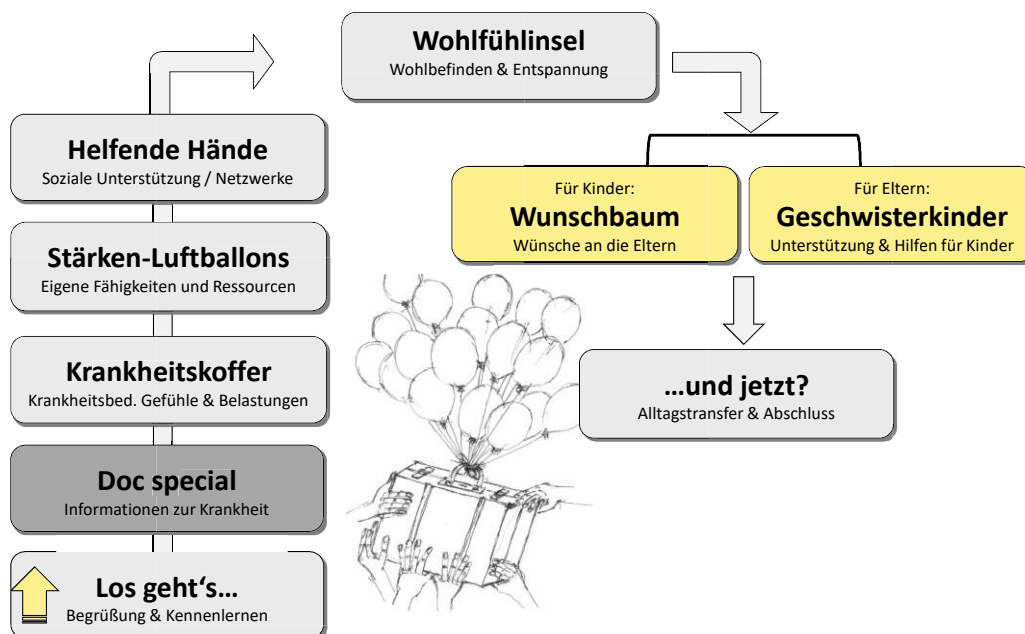 Wohlfühlinsel
Wohlbefinden & Entspannung
Helfende Hände
Soziale Unterstützung / Netzwerke
Stärken-Luftballons
Eigene Fähigkeiten und Ressourcen
Krankheitskoffer
Krankheitsbed. Gefühle & Belastungen
Doc special
Informationen zur Krankheit
Los geht‘s…
Begrüßung & Kennenlernen
Für Kinder:
Wunschbaum
Wünsche an die Eltern
Für Eltern:
Geschwisterkinder
Unterstützung & Hilfen für Kinder
…und jetzt?
Alltagstransfer & Abschluss